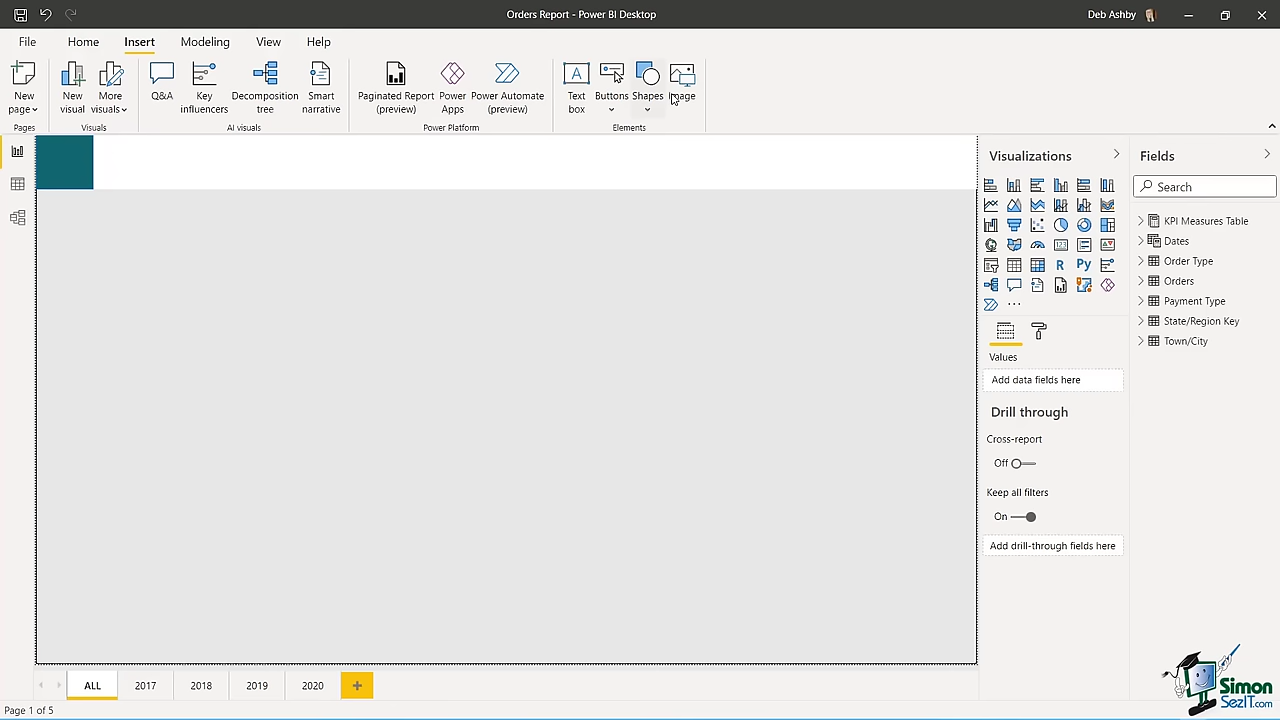 Orders Report - Power BI Desktop
Deb Ashby
File Home Insert Modeling View Help
New page
New visual
More visuals
Q&A
Key influencers
Decomposition tree
Smart narrative
Paginated Report (preview)
Power Apps
Power Automate (preview)
Text box
Buttons
Shapes
Image
Pages
Visuals
AI visuals
Power Platform
Elements
Visualizations
Fields
Search
R
Py
123
KPI Measures Table
Dates
Order Type
Orders
Payment Type
State/Region Key
Town/City
Values
Add data fields here
Drill through
Cross-report
Off
Keep all filters
On
Add drill-through fields here
ALL 2017 2018 2019 2020 +
Page 1 of 5
Simon
SezIT.com